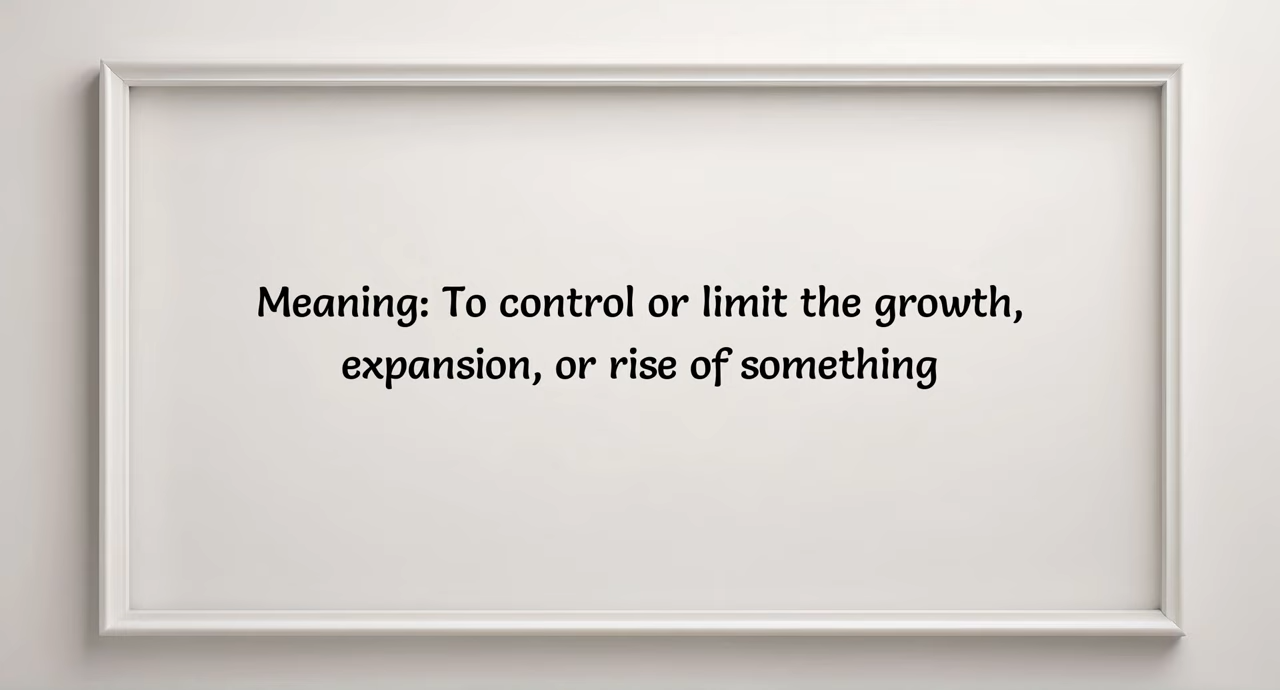 Meaning: To control or limit the growth,
expansion, or rise of something